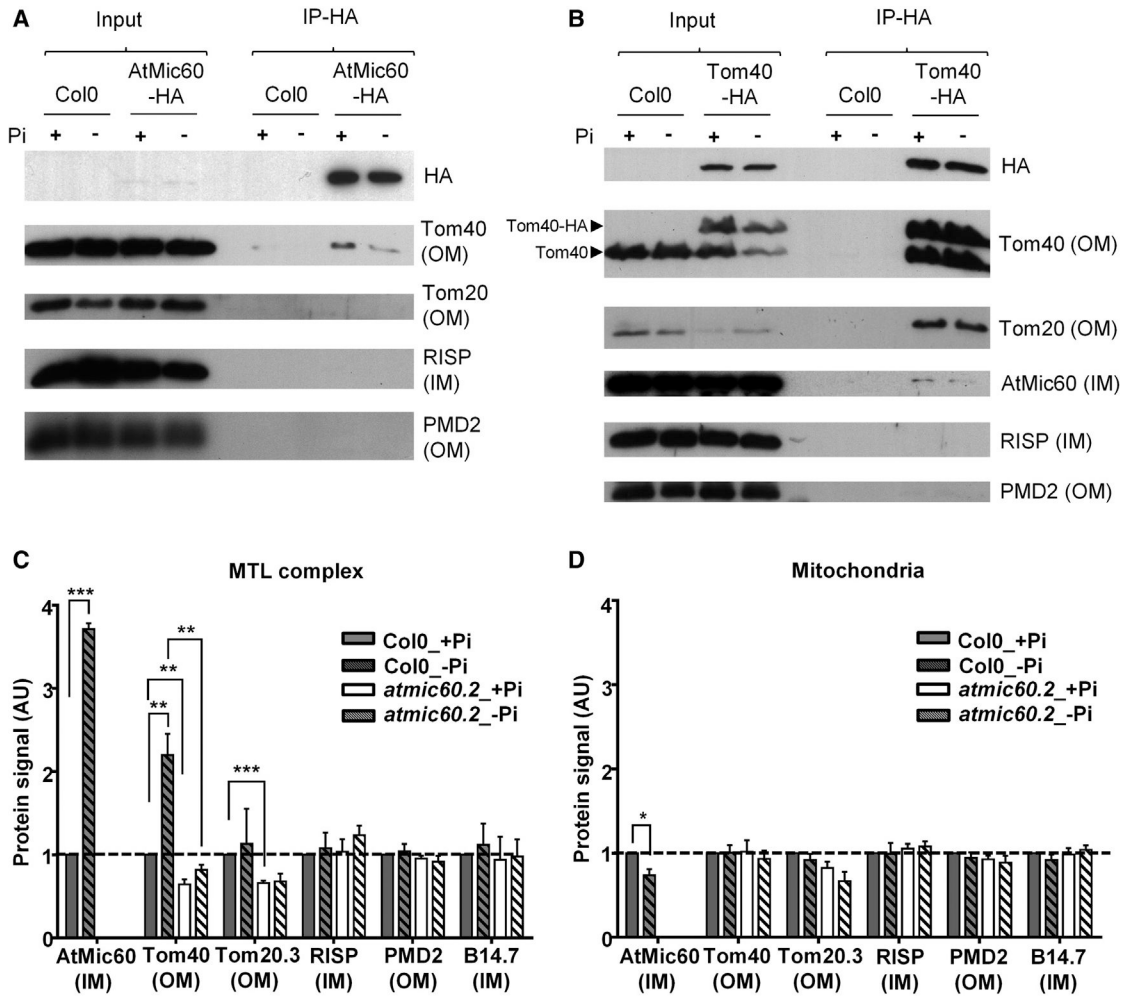 A
Input
IP-HA
Col0
AtMic60
-HA
Col0
AtMic60
-HA
Pi + - + - + - + -
HA
Tom40
(OM)
Tom20
(OM)
RISP
(IM)
PMD2
(OM)
B
Input
IP-HA
Col0
Tom40
-HA
Col0
Tom40
-HA
Pi + - + - + - + -
HA
Tom40-HA
Tom40
Tom40 (OM)
Tom20 (OM)
AtMic60 (IM)
RISP (IM)
PMD2 (OM)
C
MTL complex
Protein signal (AU)
4
3
2
1
0
***
**
**
**
***
Col0_+Pi
Col0_-Pi
atmic60.2_+Pi
atmic60.2_-Pi
AtMic60 Tom40 Tom20.3 RISP PMD2 B14.7
(IM) (OM) (OM) (IM) (OM) (IM)
D
Mitochondria
Protein signal (AU)
4
3
2
1
0
*
Col0_+Pi
Col0_-Pi
atmic60.2_+Pi
atmic60.2_-Pi
AtMic60 Tom40 Tom20.3 RISP PMD2 B14.7
(IM) (OM) (OM) (IM) (OM) (IM)